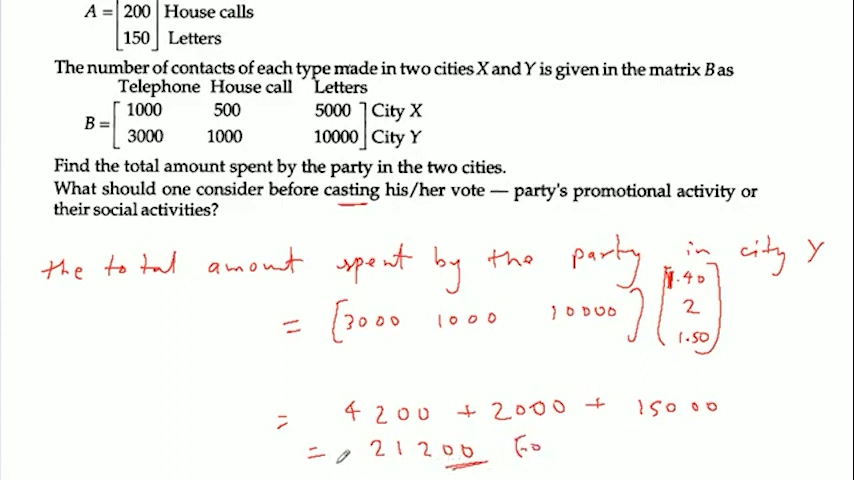 A = 200 House calls
150 Letters
The number of contacts of each type made in two cities X and Y is given in the matrix B as
Telephone House call Letters
1000 500 5000 City X
B =
3000 1000 10000 City Y
Find the total amount spent by the party in the two cities.
What should one consider before casting his/her vote — party's promotional activity or
their social activities?
the total amount spent by the party in city Y
= [3000 1000 10000] [1.40
2
1.50]
= 4200 + 2000 + 15000
= 21200